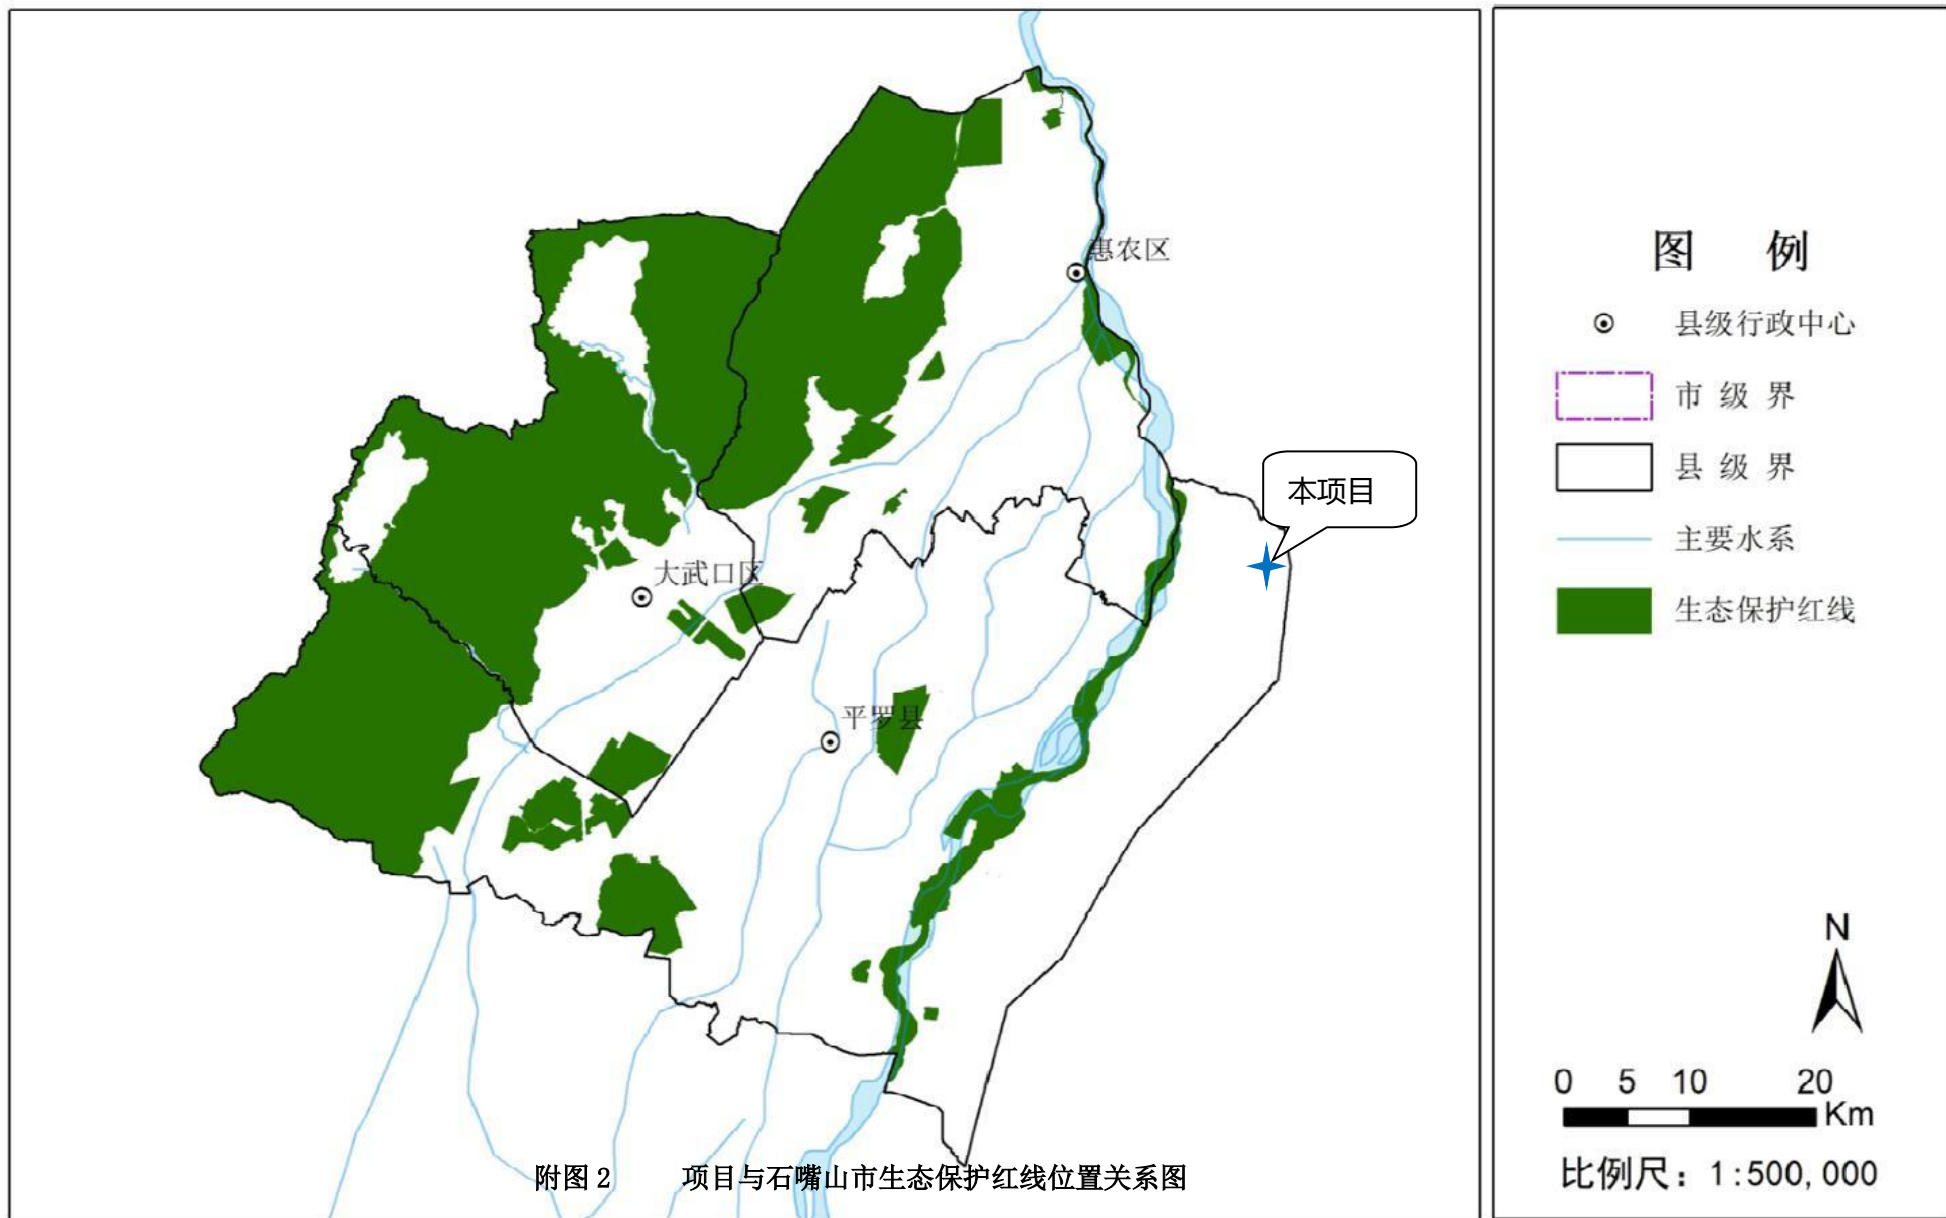 惠农区
本项目
大武口区
平罗县
附图 2 项目与石嘴山市生态保护红线位置关系图
图 例
县级行政中心
市 级 界
县 级 界
主要水系
生态保护红线
N
0 5 10 20
Km
比例尺：1:500,000